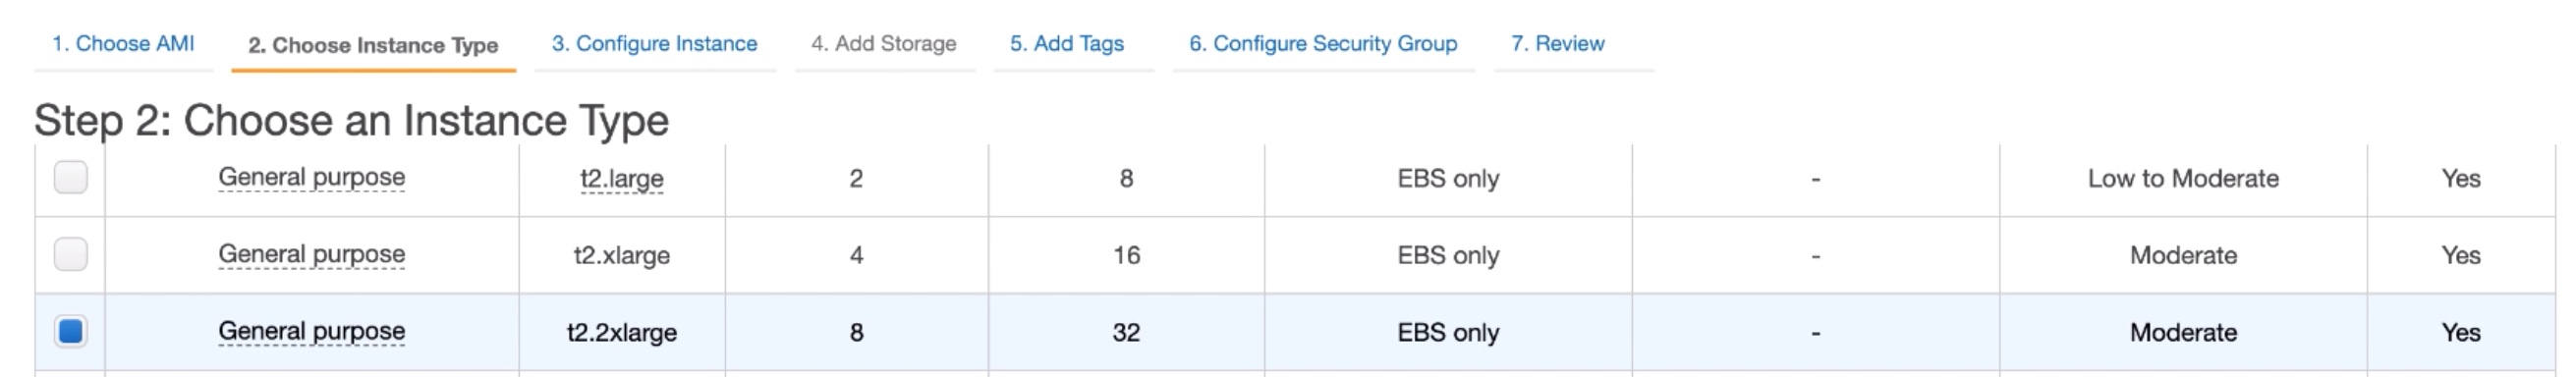 1. Choose AMI 2. Choose Instance Type 3. Configure Instance 4. Add Storage 5. Add Tags 6. Configure Security Group 7. Review
Step 2: Choose an Instance Type
General purpose t2.large 2 8 EBS only - Low to Moderate Yes
General purpose t2.xlarge 4 16 EBS only - Moderate Yes
General purpose t2.2xlarge 8 32 EBS only - Moderate Yes